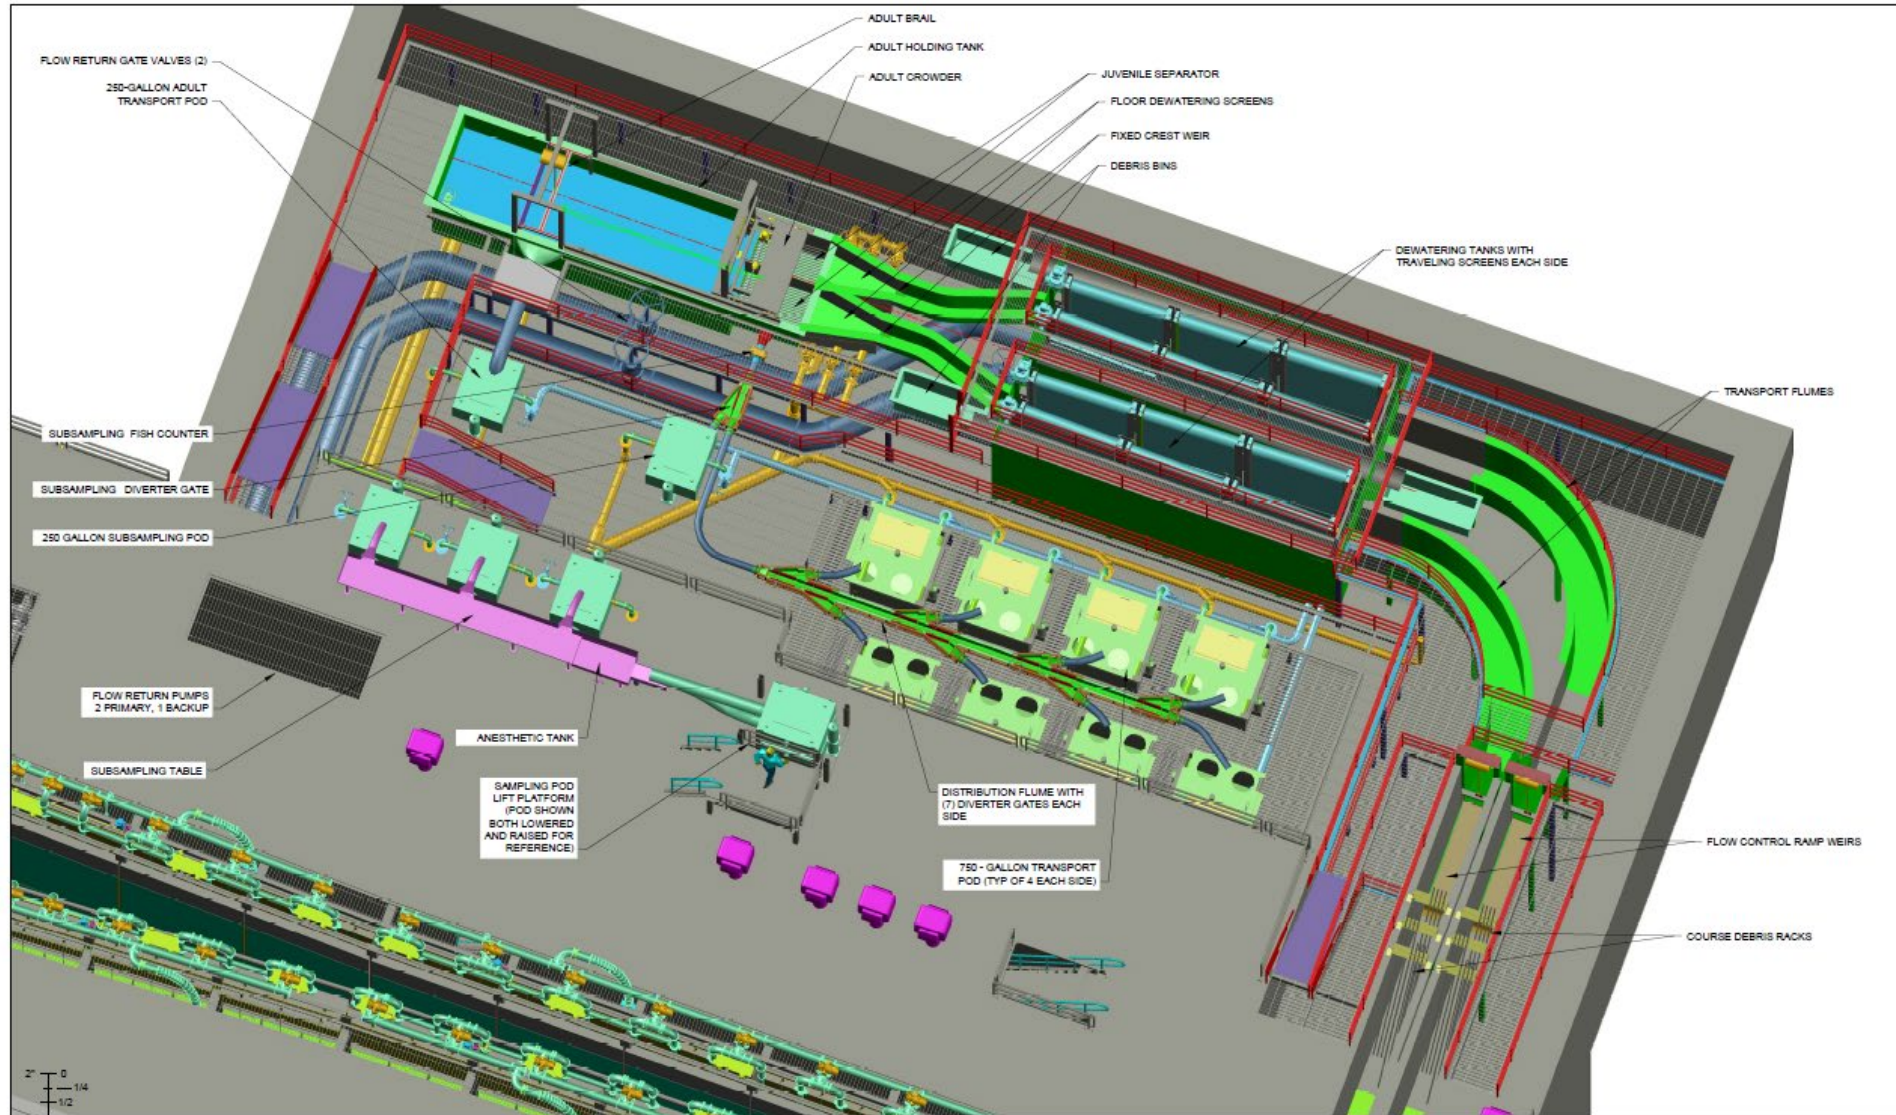 ADULT BRAIL
ADULT HOLDING TANK
ADULT CROWDER
FLOW RETURN GATE VALVES (2)
250-GALLON ADULT
TRANSPORT POD
JUVENILE SEPARATOR
FLOOR DEWATERING SCREENS
FIXED CREST WEIR
DEBRIS BINS
DEWATERING TANKS WITH
TRAVELING SCREENS EACH SIDE
TRANSPORT FLUMES
SUBSAMPLING FISH COUNTER
SUBSAMPLING DIVERTER GATE
250 GALLON SUBSAMPLING POD
FLOW RETURN PUMPS
2 PRIMARY, 1 BACKUP
SUBSAMPLING TABLE
ANESTHETIC TANK
SAMPLING POD
LIFT PLATFORM
(POD SHOWN
BOTH LOWERED
AND RAISED FOR
REFERENCE)
DISTRIBUTION FLUME WITH
(7) DIVERTER GATES EACH
SIDE
750 - GALLON TRANSPORT
POD (TYP OF 4 EACH SIDE)
FLOW CONTROL RAMP WEIRS
COURSE DEBRIS RACKS
2" 0
1/4
1/2